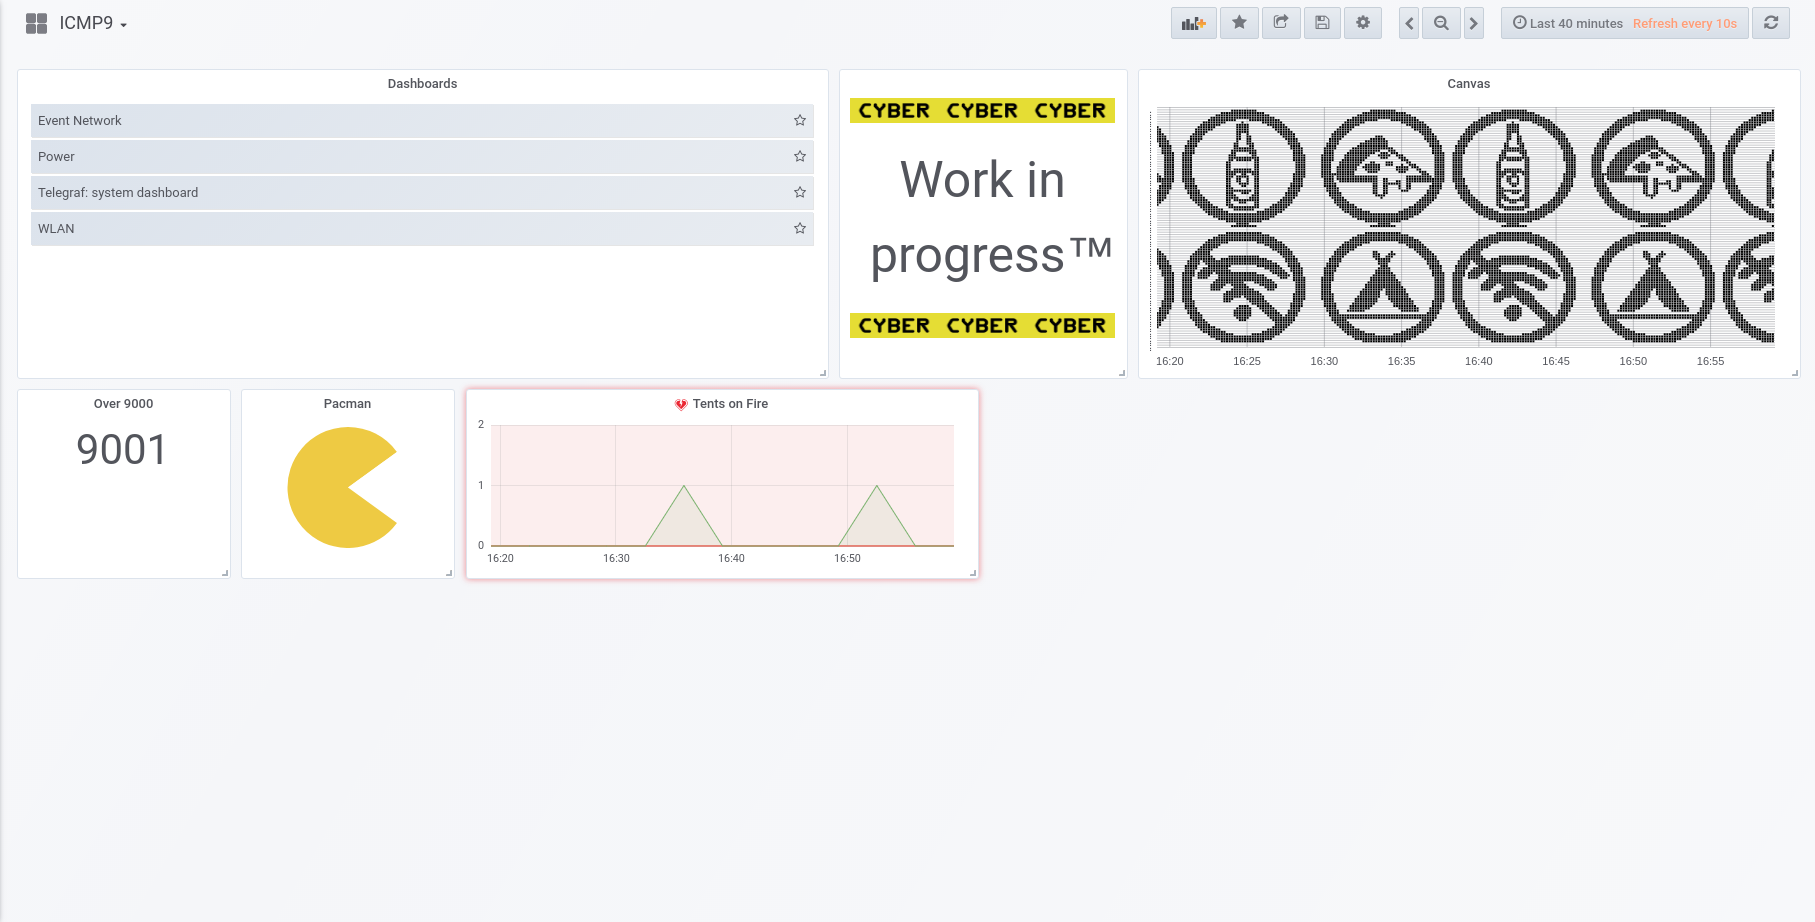 ICMP9
Last 40 minutes Refresh every 10s
Dashboards
Event Network
Power
Telegraf: system dashboard
WLAN
CYBER CYBER CYBER
Work in
progress™
CYBER CYBER CYBER
Canvas
16:20 16:25 16:30 16:35 16:40 16:45 16:50 16:55
Over 9000
9001
Pacman
Tents on Fire
2
1
0
16:20 16:30 16:40 16:50